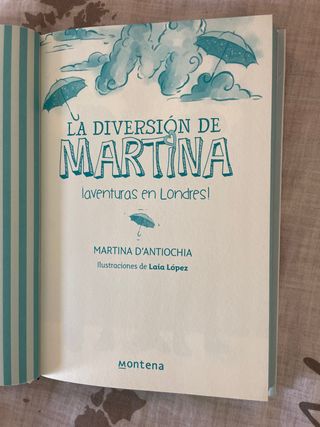 LA DIVERSIÓN DE
MARTINA
¡aventuras en Londres!
MARTINA D'ANTIOCHIA
Ilustraciones de Laia López
montena